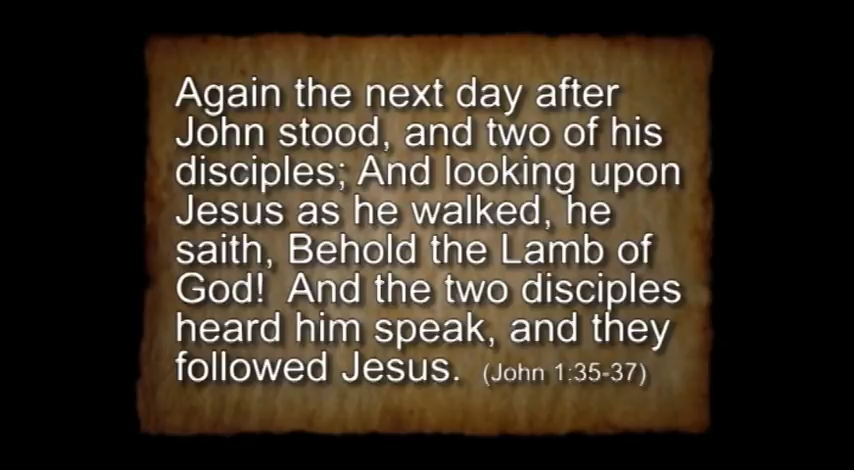 Again the next day after
John stood, and two of his
disciples; And looking upon
Jesus as he walked, he
saith, Behold the Lamb of
God!  And the two disciples
heard him speak, and they
followed Jesus.  (John 1:35-37)